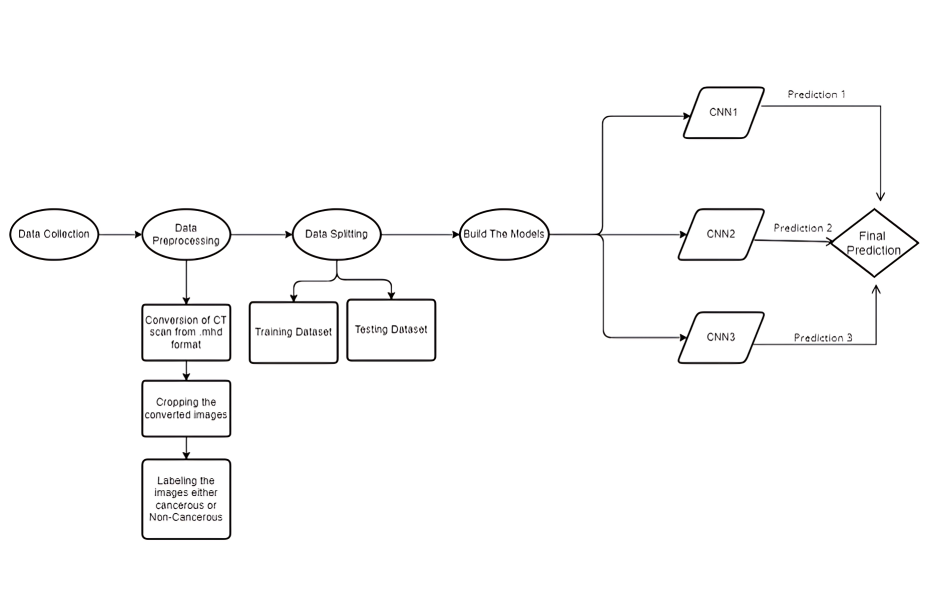 Data Collection
Data
Preprocessing
Conversion of CT
scan from .mhd
format
Cropping the
converted images
Labeling the
images either
cancerous or
Non-Cancerous
Data Splitting
Training Dataset
Testing Dataset
Build The Models
CNN1
Prediction 1
CNN2
Prediction 2
CNN3
Prediction 3
Final
Prediction